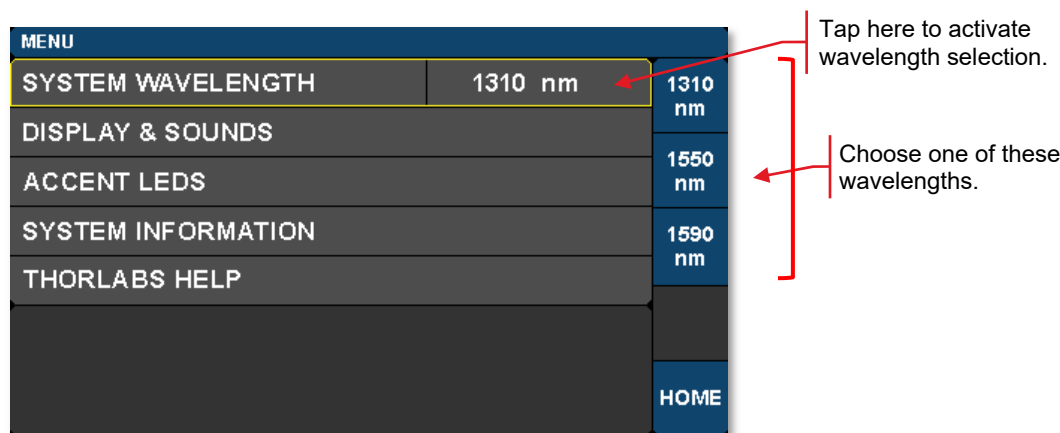 MENU
SYSTEM WAVELENGTH 1310 nm
DISPLAY & SOUNDS
ACCENT LEDS
SYSTEM INFORMATION
THORLABS HELP
1310
nm
1550
nm
1590
nm
HOME
Tap here to activate
wavelength selection.
Choose one of these
wavelengths.